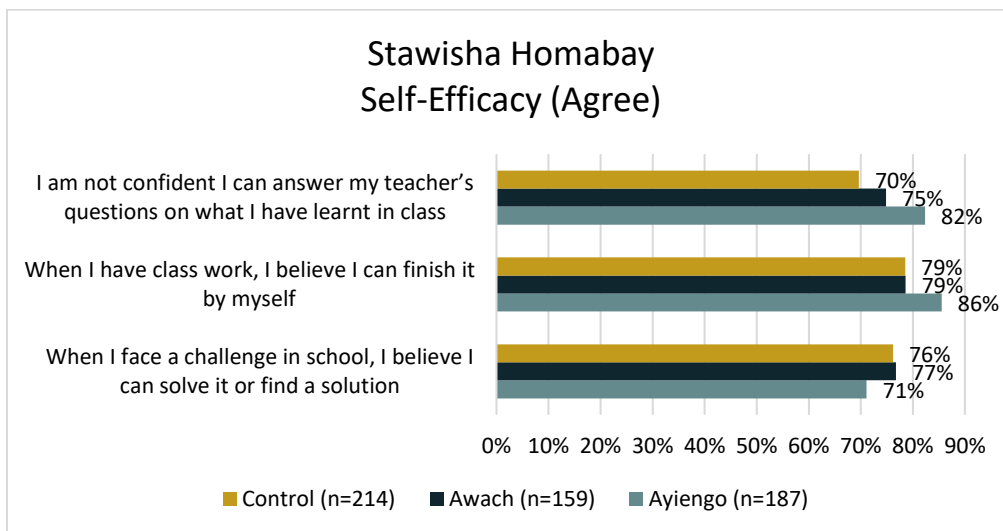 Stawisha Homabay
Self-Efficacy (Agree)
I am not confident I can answer my teacher’s
questions on what I have learnt in class
70%
75%
82%
When I have class work, I believe I can finish it
by myself
79%
79%
86%
When I face a challenge in school, I believe I
can solve it or find a solution
76%
77%
71%
0% 10% 20% 30% 40% 50% 60% 70% 80% 90%
Control (n=214) Awach (n=159) Ayiengo (n=187)